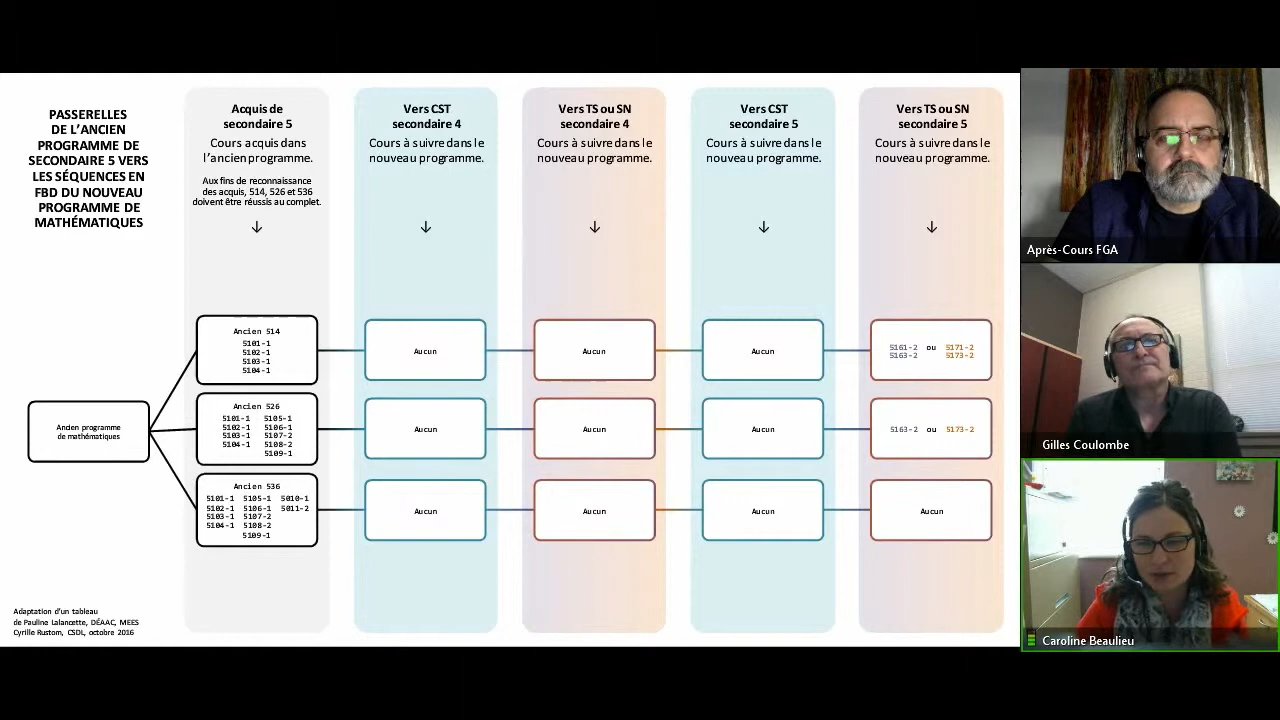 PASSERELLES
DE L'ANCIEN
PROGRAMME DE
SECONDAIRE 5 VERS
LES SÉQUENCES EN
FBD DU NOUVEAU
PROGRAMME DE
MATHÉMATIQUES
Acquis de
secondaire 5
Cours acquis dans
l'ancien programme.
Aux fins de reconnaissance
des acquis, 514, 526 et 536
doivent être réussis au complet.
↓
Vers CST
secondaire 4
Cours à suivre dans le
nouveau programme.
↓
Vers TS ou SN
secondaire 4
Cours à suivre dans le
nouveau programme.
↓
Vers CST
secondaire 5
Cours à suivre dans le
nouveau programme.
↓
Vers TS ou SN
secondaire 5
Cours à suivre dans le
nouveau programme.
↓
Ancien programme
de mathématiques
Ancien 514
5101-1
5102-1
5103-1
5104-1
Aucun
Aucun
Aucun
5161-2 ou 5171-2
5163-2 5173-2
Ancien 526
5101-1 5105-1
5102-1 5106-1
5103-1 5107-2
5104-1 5108-2
5109-1
Aucun
Aucun
Aucun
5163-2 ou 5173-2
Ancien 536
5101-1 5105-1 5010-1
5102-1 5106-1 5011-2
5103-1 5107-2
5104-1 5108-2
5109-1
Aucun
Aucun
Aucun
Aucun
Adaptation d'un tableau
de Pauline Lalancette, DÉAAC, MEES
Cyrille Rustom, CSDL, octobre 2016
Après-Cours FGA
Gilles Coulombe
Caroline Beaulieu